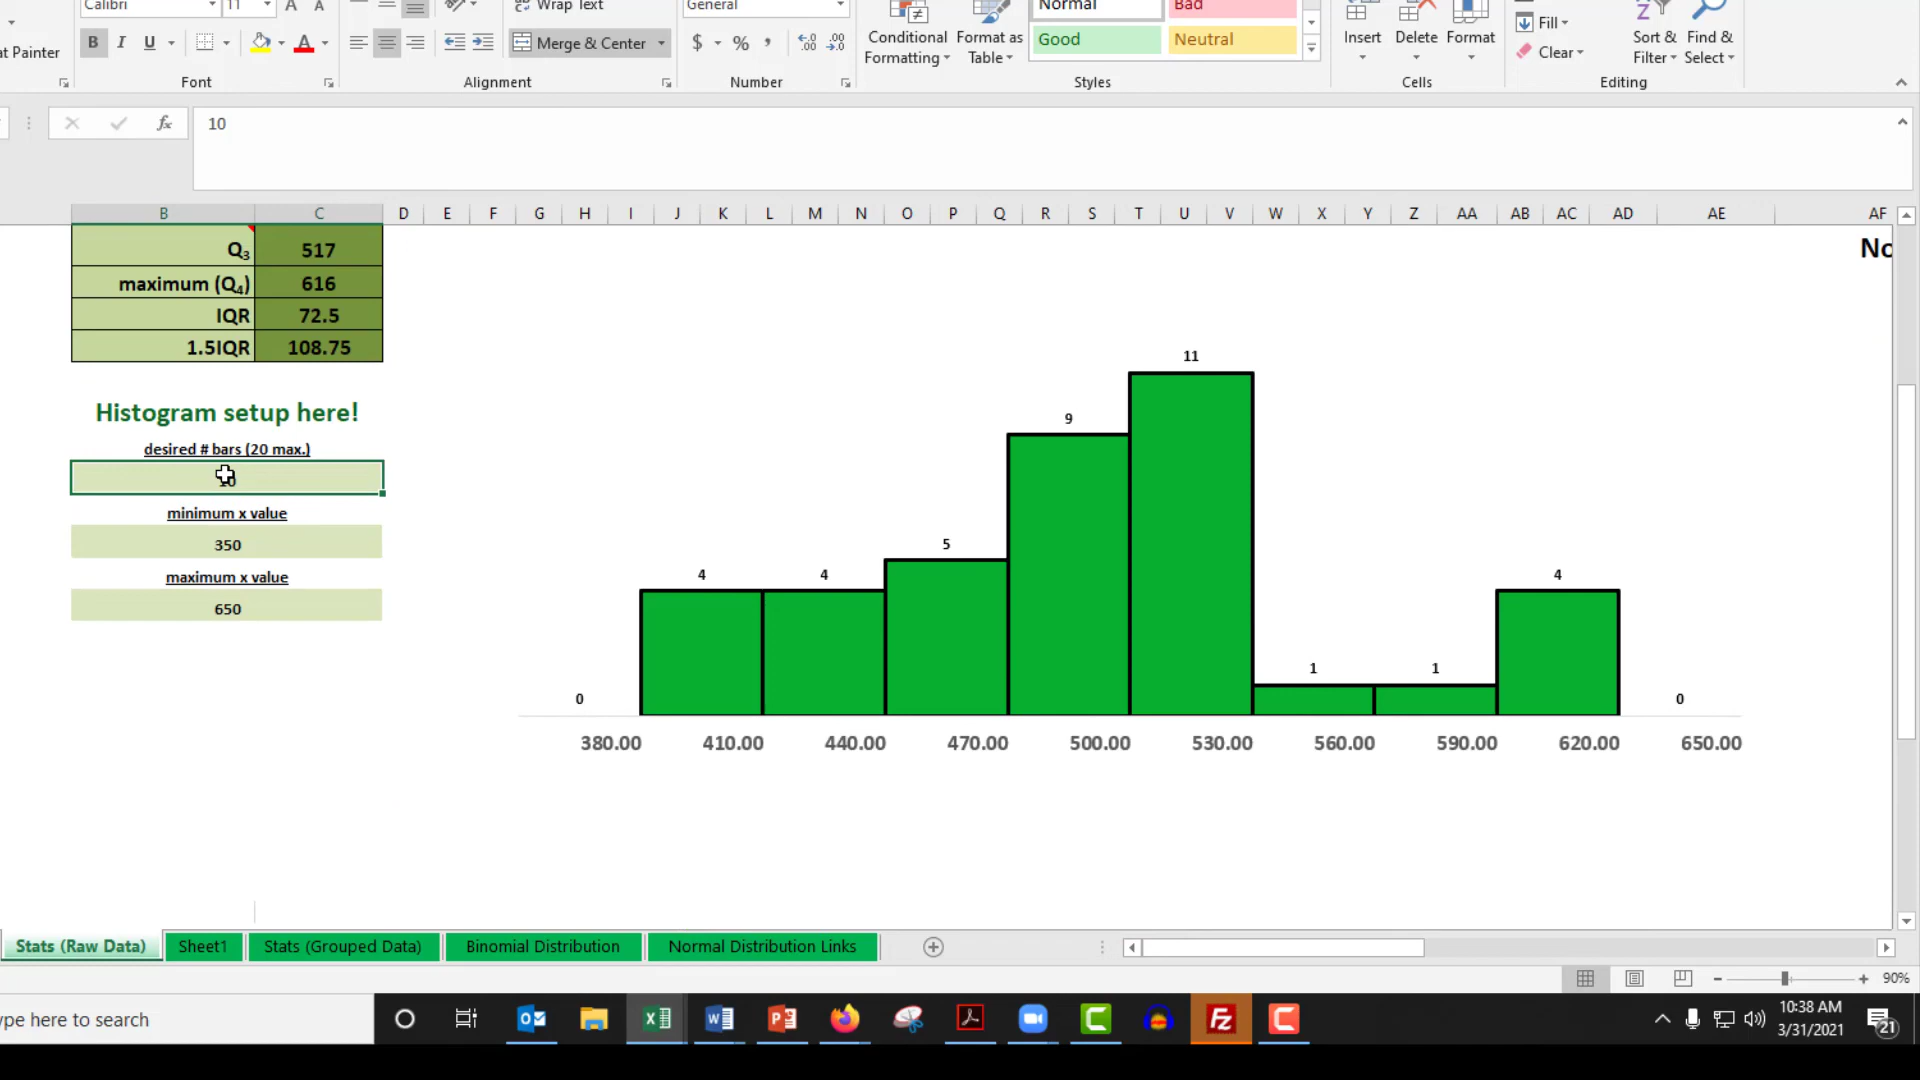 Calibri 11 Wrap Text General Normal Bad
at Painter B I U Merge & Center $ % Conditional Formatting Format as Table Good Neutral Insert Delete Format Fill Clear Sort & Filter Find & Select
Font Alignment Number Styles Cells Editing
fx 10
B C D E F G H I J K L M N O P Q R S T U V W X Y Z AA AB AC AD AE AF
Q3 517
No
maximum (Q4) 616
IQR 72.5
1.5IQR 108.75
Histogram setup here!
desired # bars (20 max.)
10
minimum x value
350
maximum x value
650
0 4 4 5 9 11 1 1 4 0
380.00 410.00 440.00 470.00 500.00 530.00 560.00 590.00 620.00 650.00
Stats (Raw Data) Sheet1 Stats (Grouped Data) Binomial Distribution Normal Distribution Links
90%
ype here to search
10:38 AM
3/31/2021
21